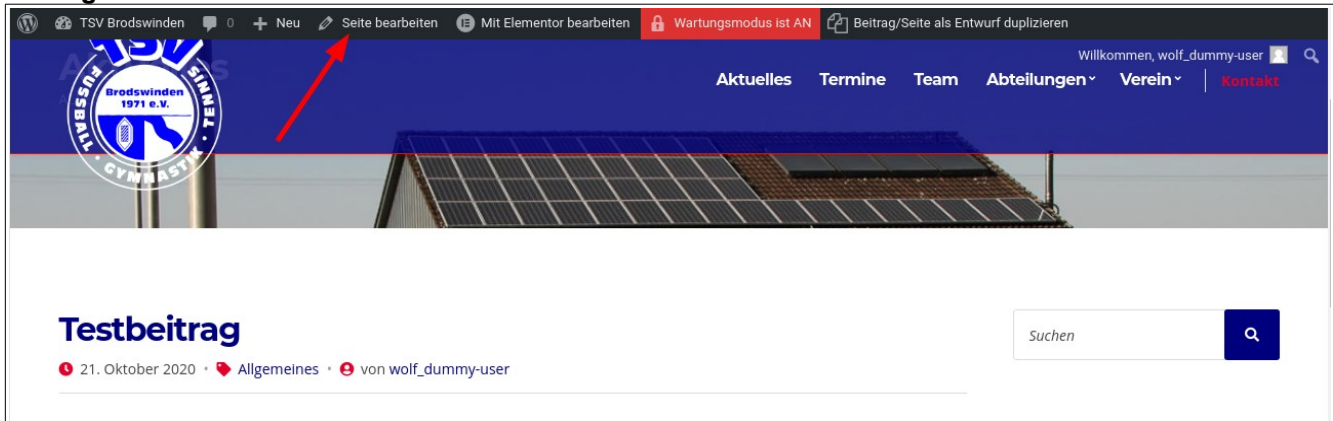 TSV Brodswinden 0 Neu Seite bearbeiten Mit Elementor bearbeiten Wartungsmodus ist AN Beitrag/Seite als Entwurf duplizieren
Willkommen, wolf_dummy-user
TSV
Brodswinden
1971 e.V.
FUSSBALL · GYMNASTIK · TENNIS
Aktuelles Termine Team Abteilungen Verein Kontakt
Testbeitrag
21. Oktober 2020 • Allgemeines • von wolf_dummy-user
Suchen